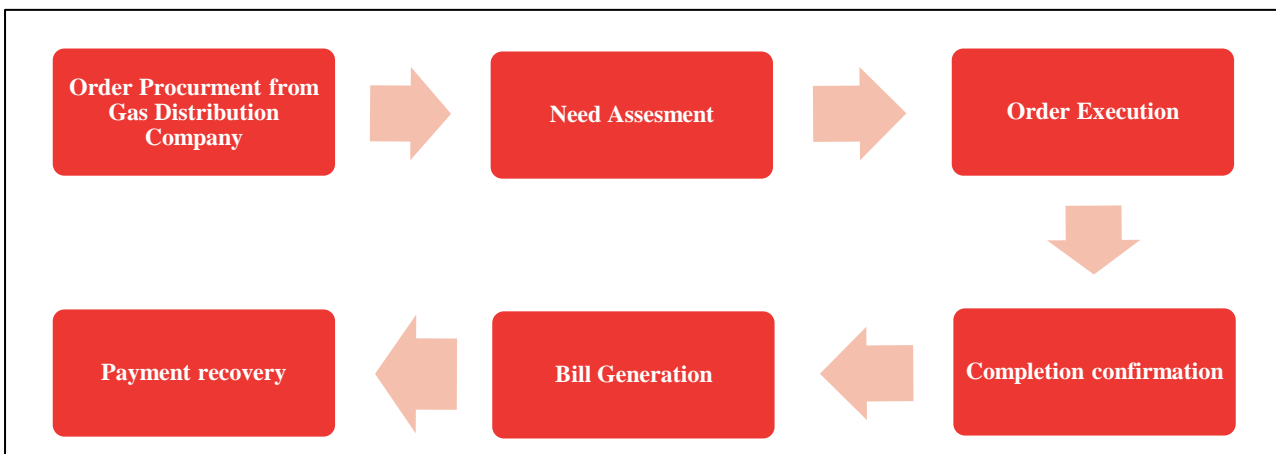 Order Procurment from
Gas Distribution
Company
Need Assesment
Order Execution
Completion confirmation
Bill Generation
Payment recovery